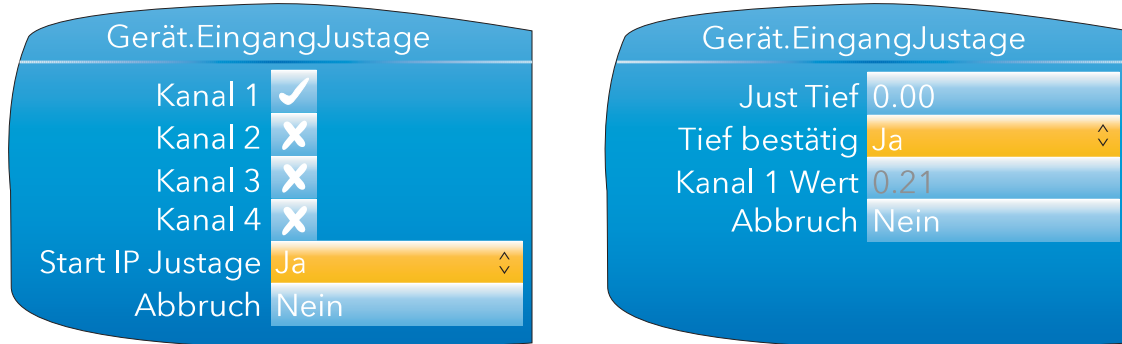 Gerät.EingangJustage
Kanal 1
Kanal 2
Kanal 3
Kanal 4
Start IP Justage Ja
Abbruch Nein
Gerät.EingangJustage
Just Tief 0.00
Tief bestätig Ja
Kanal 1 Wert 0.21
Abbruch Nein